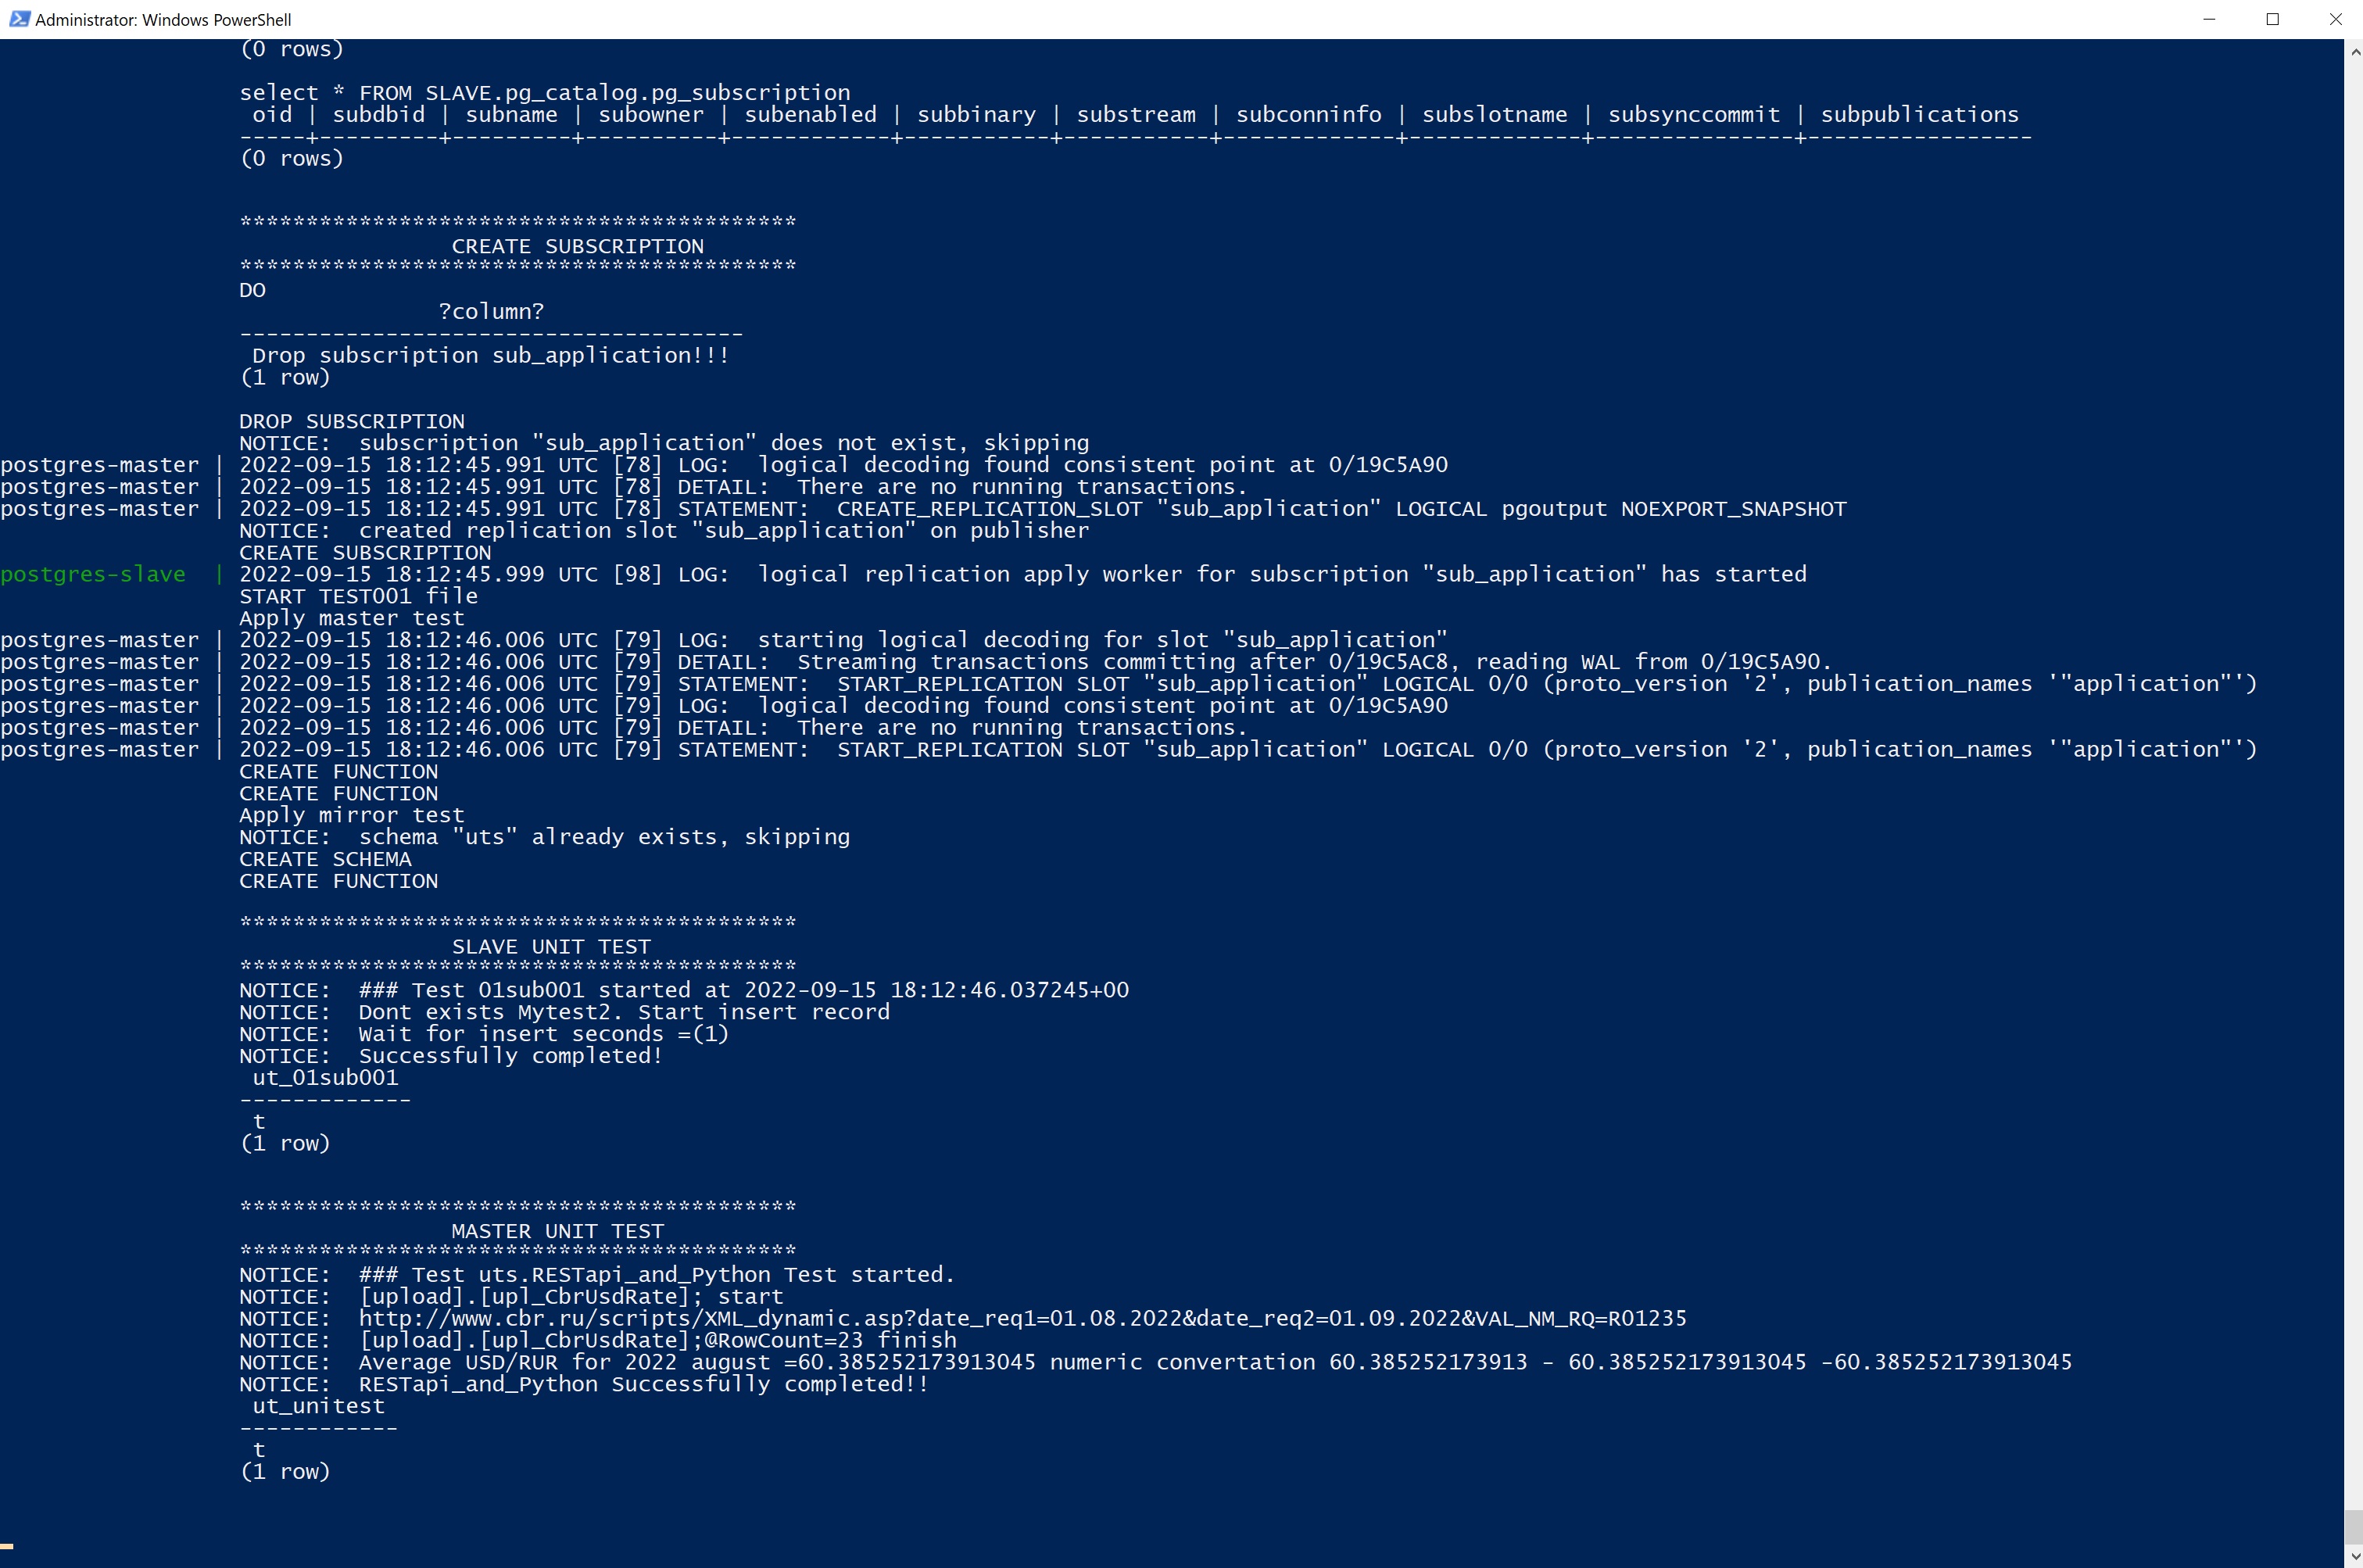 Administrator: Windows PowerShell
(0 rows)
select * FROM SLAVE.pg_catalog.pg_subscription
 oid | subdbid | subname | subowner | subenabled | subbinary | substream | subconninfo | subslotname | subsynccommit | subpublications
-----+---------+---------+----------+------------+-----------+-----------+-------------+-------------+---------------+-----------------
(0 rows)
******************************************
CREATE SUBSCRIPTION
******************************************
DO
?column?
--------------------------------------
 Drop subscription sub_application!!!
(1 row)
DROP SUBSCRIPTION
NOTICE:  subscription "sub_application" does not exist, skipping
postgres-master | 2022-09-15 18:12:45.991 UTC [78] LOG:  logical decoding found consistent point at 0/19C5A90
postgres-master | 2022-09-15 18:12:45.991 UTC [78] DETAIL:  There are no running transactions.
postgres-master | 2022-09-15 18:12:45.991 UTC [78] STATEMENT:  CREATE_REPLICATION_SLOT "sub_application" LOGICAL pgoutput NOEXPORT_SNAPSHOT
NOTICE:  created replication slot "sub_application" on publisher
CREATE SUBSCRIPTION
postgres-slave  | 2022-09-15 18:12:45.999 UTC [98] LOG:  logical replication apply worker for subscription "sub_application" has started
START TEST001 file
Apply master test
postgres-master | 2022-09-15 18:12:46.006 UTC [79] LOG:  starting logical decoding for slot "sub_application"
postgres-master | 2022-09-15 18:12:46.006 UTC [79] DETAIL:  Streaming transactions committing after 0/19C5AC8, reading WAL from 0/19C5A90.
postgres-master | 2022-09-15 18:12:46.006 UTC [79] STATEMENT:  START_REPLICATION SLOT "sub_application" LOGICAL 0/0 (proto_version '2', publication_names '"application"')
postgres-master | 2022-09-15 18:12:46.006 UTC [79] LOG:  logical decoding found consistent point at 0/19C5A90
postgres-master | 2022-09-15 18:12:46.006 UTC [79] DETAIL:  There are no running transactions.
postgres-master | 2022-09-15 18:12:46.006 UTC [79] STATEMENT:  START_REPLICATION SLOT "sub_application" LOGICAL 0/0 (proto_version '2', publication_names '"application"')
CREATE FUNCTION
CREATE FUNCTION
Apply mirror test
NOTICE:  schema "uts" already exists, skipping
CREATE SCHEMA
CREATE FUNCTION
******************************************
SLAVE UNIT TEST
******************************************
NOTICE:  ### Test 01sub001 started at 2022-09-15 18:12:46.037245+00
NOTICE:  Dont exists Mytest2. Start insert record
NOTICE:  Wait for insert seconds =(1)
NOTICE:  Successfully completed!
 ut_01sub001
-------------
 t
(1 row)
******************************************
MASTER UNIT TEST
******************************************
NOTICE:  ### Test uts.RESTapi_and_Python Test started.
NOTICE:  [upload].[upl_CbrUsdRate]; start
NOTICE:  http://www.cbr.ru/scripts/XML_dynamic.asp?date_req1=01.08.2022&date_req2=01.09.2022&VAL_NM_RQ=R01235
NOTICE:  [upload].[upl_CbrUsdRate];@RowCount=23 finish
NOTICE:  Average USD/RUR for 2022 august =60.385252173913045 numeric convertation 60.385252173913 - 60.385252173913045 -60.385252173913045
NOTICE:  RESTapi_and_Python Successfully completed!!
 ut_unitest
------------
 t
(1 row)